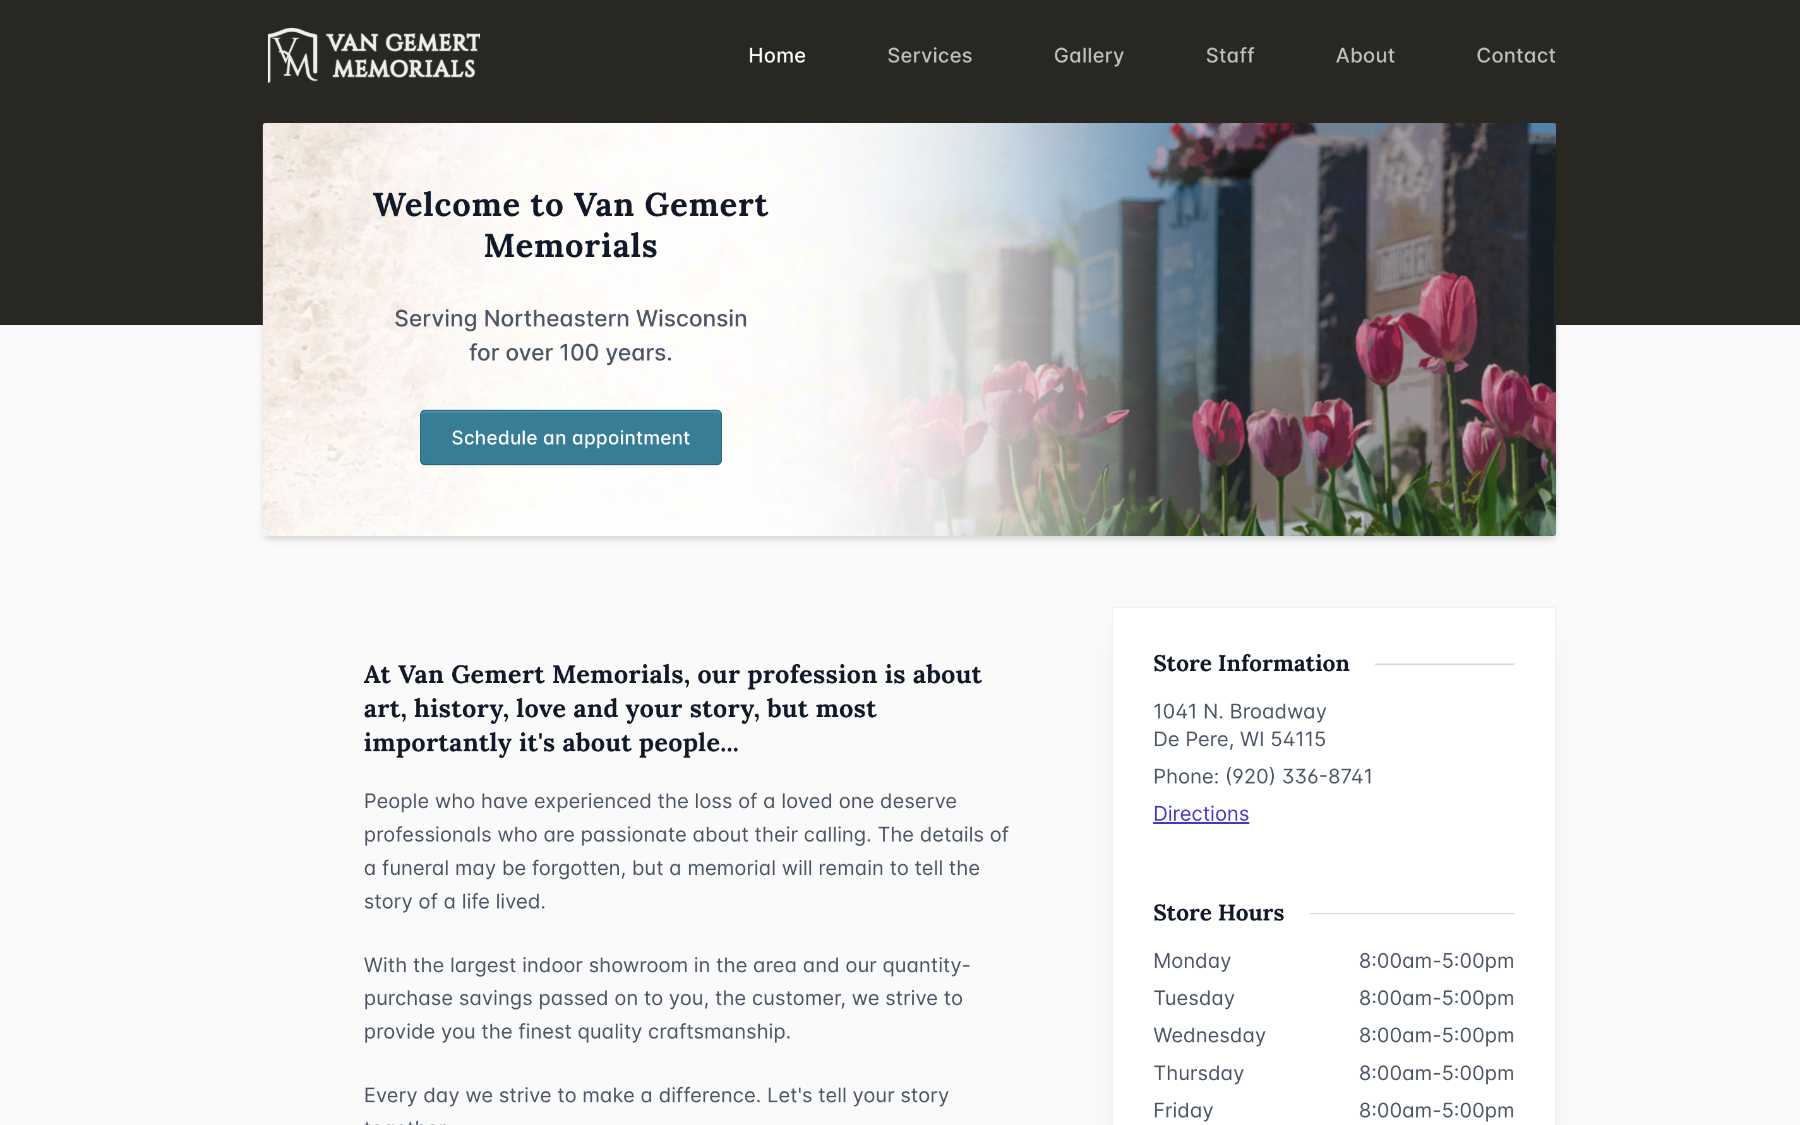 VAN GEMERT
MEMORIALS
Home
Services
Gallery
Staff
About
Contact
Welcome to Van Gemert
Memorials
Serving Northeastern Wisconsin
for over 100 years.
Schedule an appointment
At Van Gemert Memorials, our profession is about
art, history, love and your story, but most
importantly it's about people...
People who have experienced the loss of a loved one deserve
professionals who are passionate about their calling. The details of
a funeral may be forgotten, but a memorial will remain to tell the
story of a life lived.
With the largest indoor showroom in the area and our quantity-
purchase savings passed on to you, the customer, we strive to
provide you the finest quality craftsmanship.
Every day we strive to make a difference. Let's tell your story
Store Information
1041 N. Broadway
De Pere, WI 54115
Phone: (920) 336-8741
Directions
Store Hours
Monday 8:00am-5:00pm
Tuesday 8:00am-5:00pm
Wednesday 8:00am-5:00pm
Thursday 8:00am-5:00pm
Friday 8:00am-5:00pm